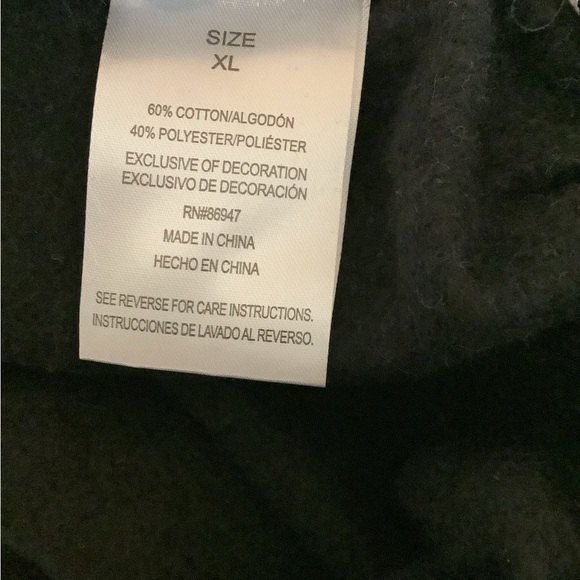 SIZE
XL
60% COTTON/ALGODÓN
40% POLYESTER/POLIÉSTER
EXCLUSIVE OF DECORATION
EXCLUSIVO DE DECORACIÓN
RN#86947
MADE IN CHINA
HECHO EN CHINA
SEE REVERSE FOR CARE INSTRUCTIONS.
INSTRUCCIONES DE LAVADO AL REVERSO.